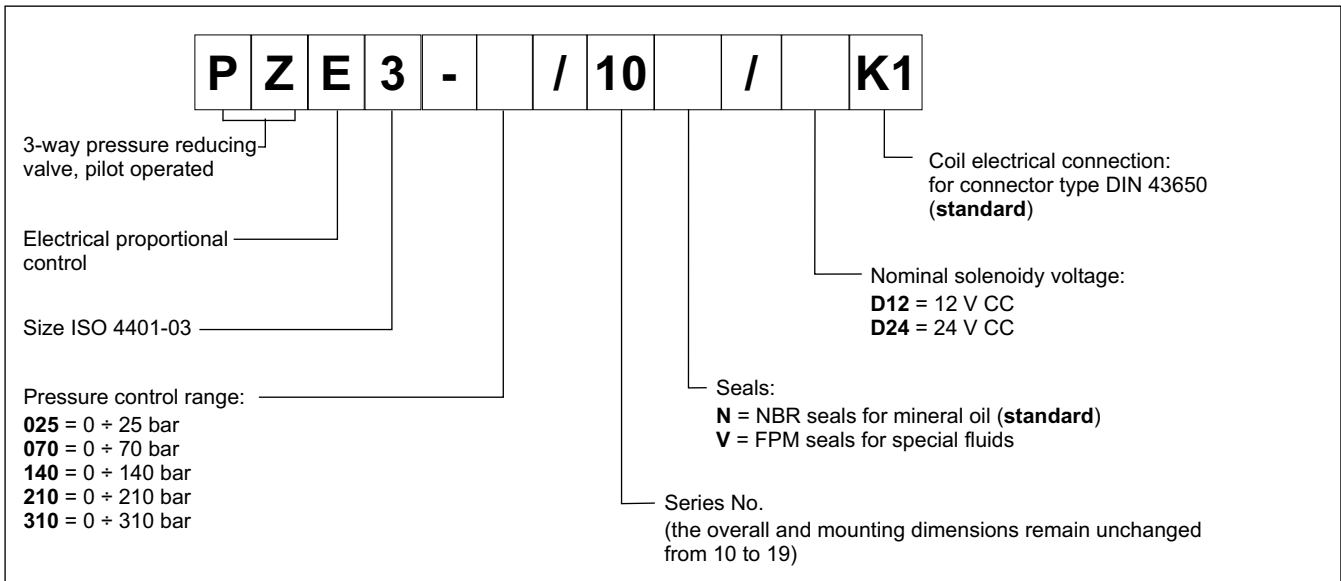 PZE3- /10 / K1
3-way pressure reducing
valve, pilot operated
Electrical proportional
control
Size ISO 4401-03
Pressure control range:
025 = 0 ÷ 25 bar
070 = 0 ÷ 70 bar
140 = 0 ÷ 140 bar
210 = 0 ÷ 210 bar
310 = 0 ÷ 310 bar
Coil electrical connection:
for connector type DIN 43650
(standard)
Nominal solenoidy voltage:
D12 = 12 V CC
D24 = 24 V CC
Seals:
N = NBR seals for mineral oil (standard)
V = FPM seals for special fluids
Series No.
(the overall and mounting dimensions remain unchanged
from 10 to 19)